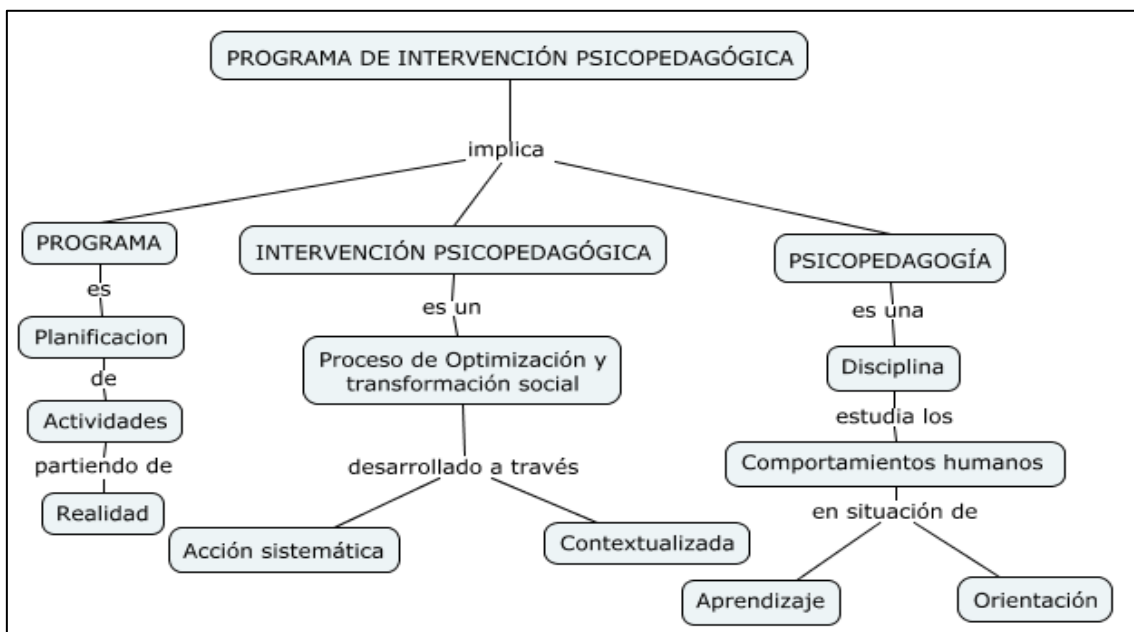 PROGRAMA DE INTERVENCIÓN PSICOPEDAGÓGICA
implica
PROGRAMA
es
Planificacion
de
Actividades
partiendo de
Realidad
INTERVENCIÓN PSICOPEDAGÓGICA
es un
Proceso de Optimización y
transformación social
desarrollado a través
Acción sistemática
Contextualizada
PSICOPEDAGOGÍA
es una
Disciplina
estudia los
Comportamientos humanos
en situación de
Aprendizaje
Orientación